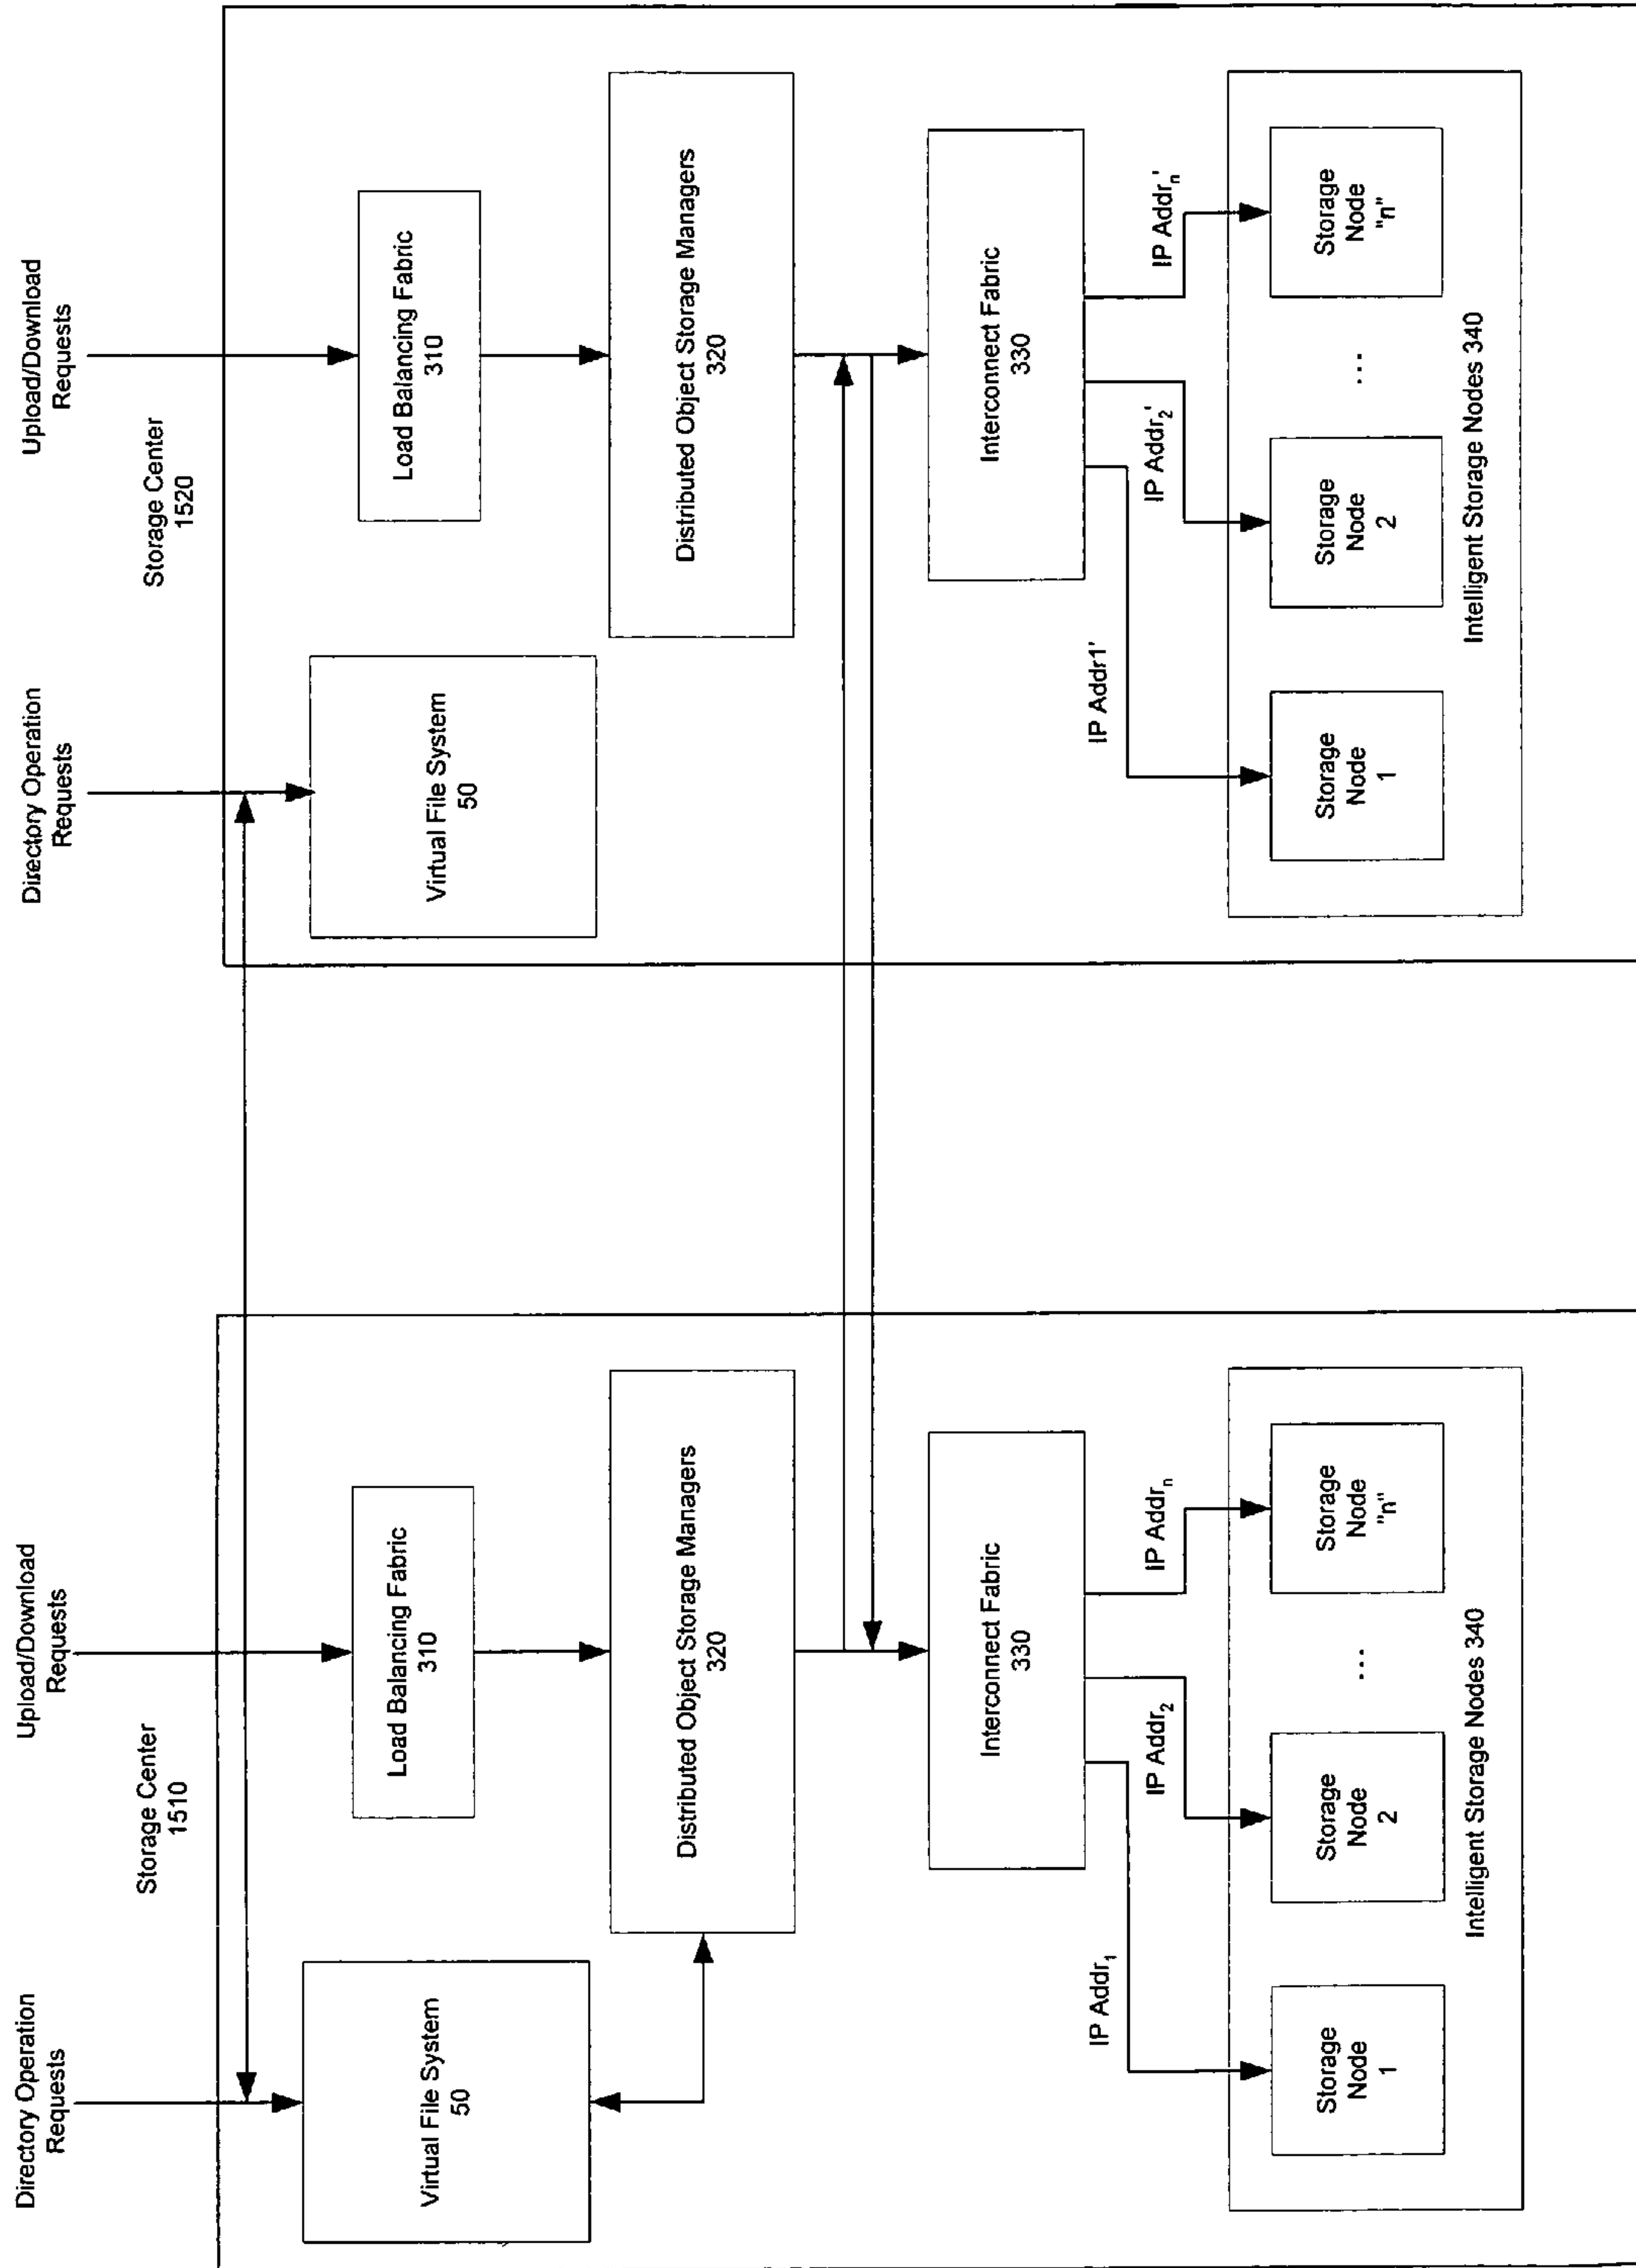 Directory Operation
Requests
Upload/Download
Requests
Storage Center
1510
Virtual File System
50
Load Balancing Fabric
310
Distributed Object Storage Managers
320
Interconnect Fabric
330
IP Addr1
IP Addr2
IP Addrn
Storage
Node
1
Storage
Node
2
...
Storage
Node
"n"
Intelligent Storage Nodes 340
Directory Operation
Requests
Upload/Download
Requests
Storage Center
1520
Virtual File System
50
Load Balancing Fabric
310
Distributed Object Storage Managers
320
Interconnect Fabric
330
IP Addr1'
IP Addr2'
IP Addrn'
Storage
Node
1
Storage
Node
2
...
Storage
Node
"n"
Intelligent Storage Nodes 340